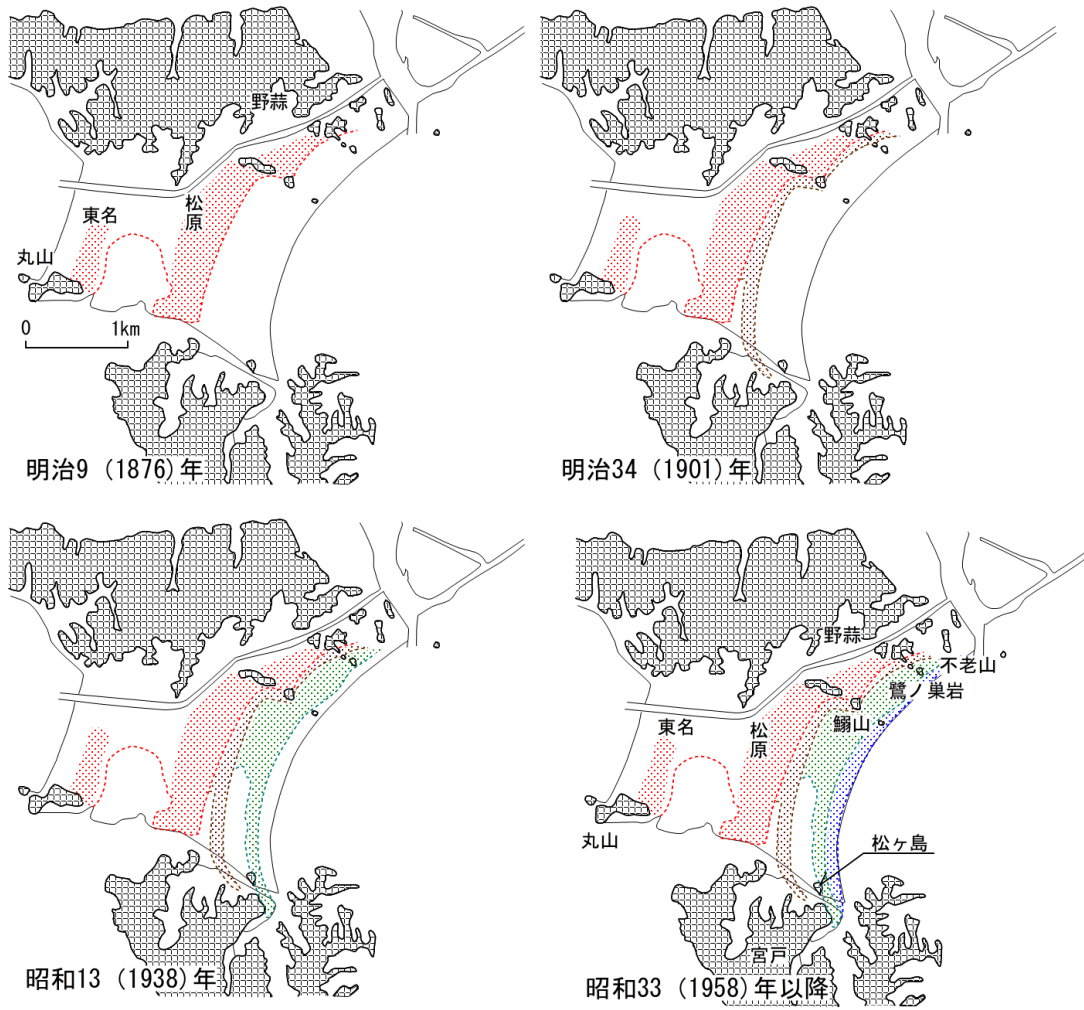 野蒜
東名
松原
丸山
0 1km
明治9 (1876)年
明治34 (1901)年
昭和13 (1938)年
野蒜
不老山
鷺ノ巣岩
鰯山
東名
松原
丸山
松ヶ島
宮戸
昭和33 (1958)年以降